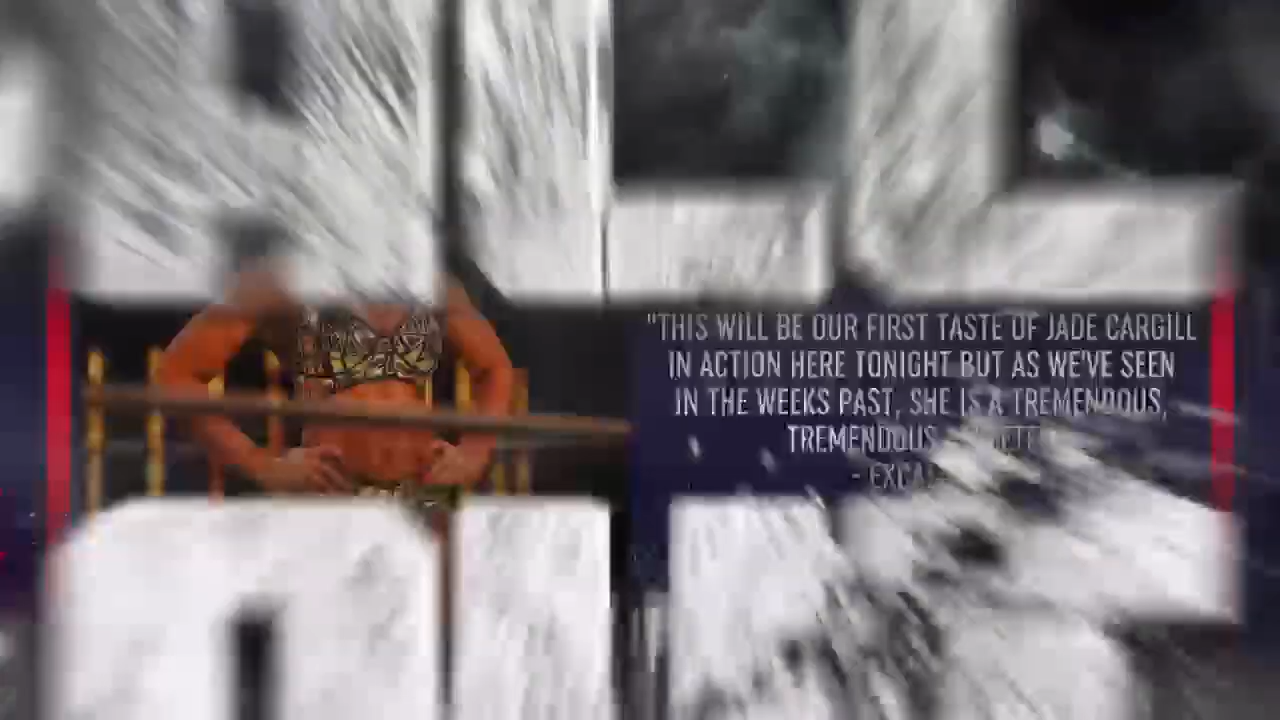 "THIS WILL BE OUR FIRST TASTE OF JADE CARGILL
IN ACTION HERE TONIGHT BUT AS WE'VE SEEN
IN THE WEEKS PAST, SHE IS A TREMENDOUS,
TREMENDOUS
-